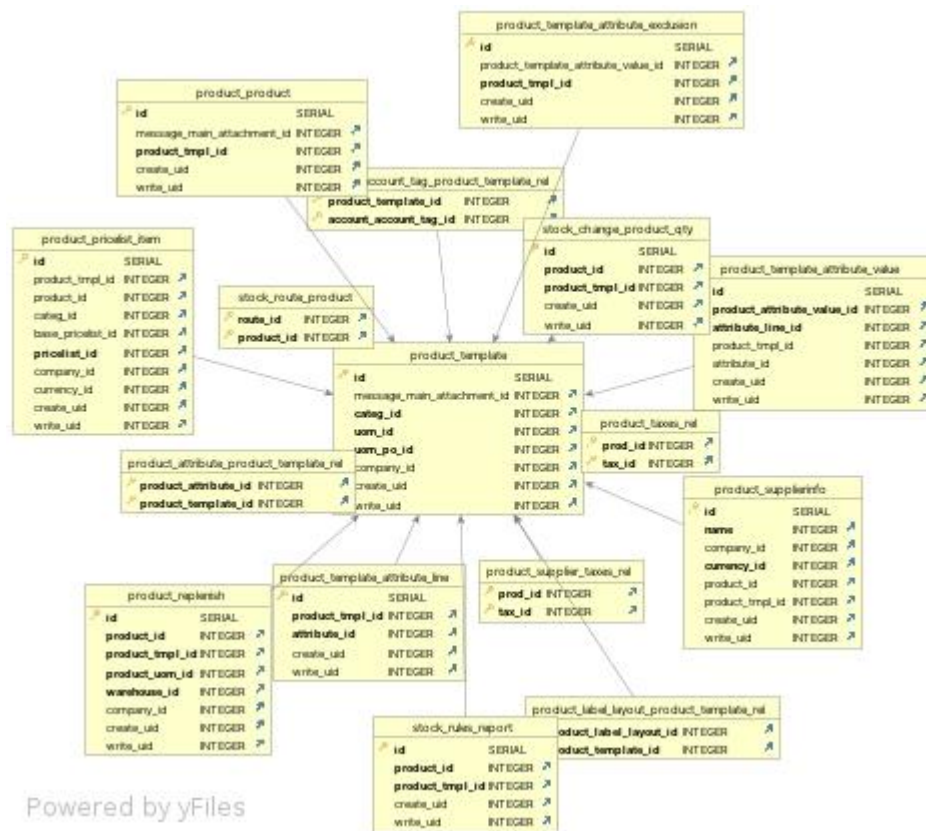 product_template_attribute_exclusion
id SERIAL
product_template_attribute_value_id INTEGER
product_tmpl_id INTEGER
create_uid INTEGER
write_uid INTEGER
product_product
id SERIAL
message_main_attachment_id INTEGER
product_tmpl_id INTEGER
create_uid INTEGER
write_uid INTEGER
account_tag_product_template_rel
product_template_id INTEGER
account_account_tag_id INTEGER
stock_change_product_qty
id SERIAL
product_id INTEGER
product_tmpl_id INTEGER
create_uid INTEGER
write_uid INTEGER
product_pricelist_item
id SERIAL
product_tmpl_id INTEGER
product_id INTEGER
categ_id INTEGER
base_pricelist_id INTEGER
pricelist_id INTEGER
company_id INTEGER
currency_id INTEGER
create_uid INTEGER
write_uid INTEGER
product_template_attribute_value
id SERIAL
product_attribute_value_id INTEGER
attribute_line_id INTEGER
product_tmpl_id INTEGER
attribute_id INTEGER
create_uid INTEGER
write_uid INTEGER
stock_route_product
route_id INTEGER
product_id INTEGER
product_template
id SERIAL
message_main_attachment_id INTEGER
categ_id INTEGER
uom_id INTEGER
uom_po_id INTEGER
company_id INTEGER
create_uid INTEGER
write_uid INTEGER
product_taxes_rel
prod_id INTEGER
tax_id INTEGER
product_attribute_product_template_rel
product_attribute_id INTEGER
product_template_id INTEGER
product_supplierinfo
id SERIAL
name INTEGER
company_id INTEGER
currency_id INTEGER
product_id INTEGER
product_tmpl_id INTEGER
create_uid INTEGER
write_uid INTEGER
product_supplier_taxes_rel
prod_id INTEGER
tax_id INTEGER
product_template_attribute_line
id SERIAL
product_tmpl_id INTEGER
attribute_id INTEGER
create_uid INTEGER
write_uid INTEGER
product_replenish
id SERIAL
product_id INTEGER
product_tmpl_id INTEGER
product_uom_id INTEGER
warehouse_id INTEGER
company_id INTEGER
create_uid INTEGER
write_uid INTEGER
product_label_layout_product_template_rel
roduct_label_layout_id INTEGER
roduct_template_id INTEGER
stock_rules_report
id SERIAL
product_id INTEGER
product_tmpl_id INTEGER
create_uid INTEGER
write_uid INTEGER
Powered by yFiles